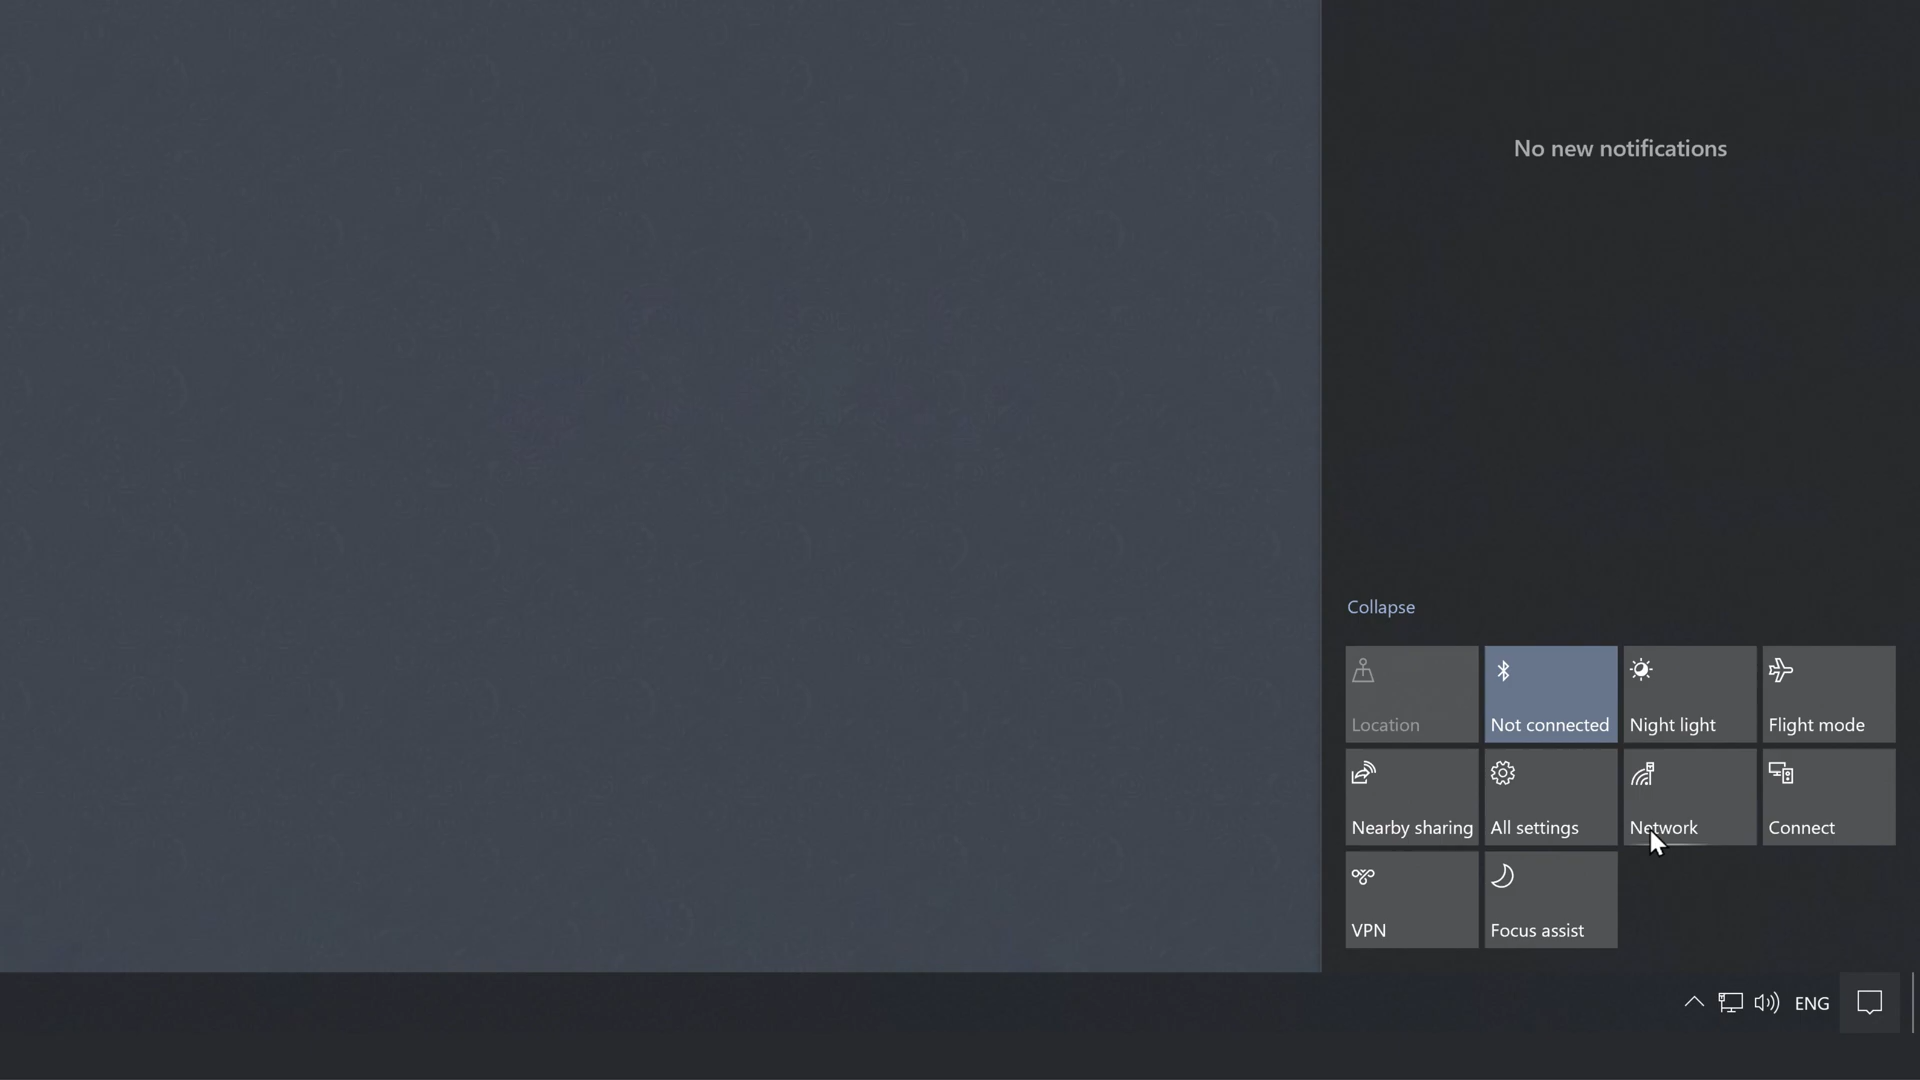 No new notifications
Collapse
Location
Not connected
Night light
Flight mode
Nearby sharing
All settings
Network
Connect
VPN
Focus assist
ENG